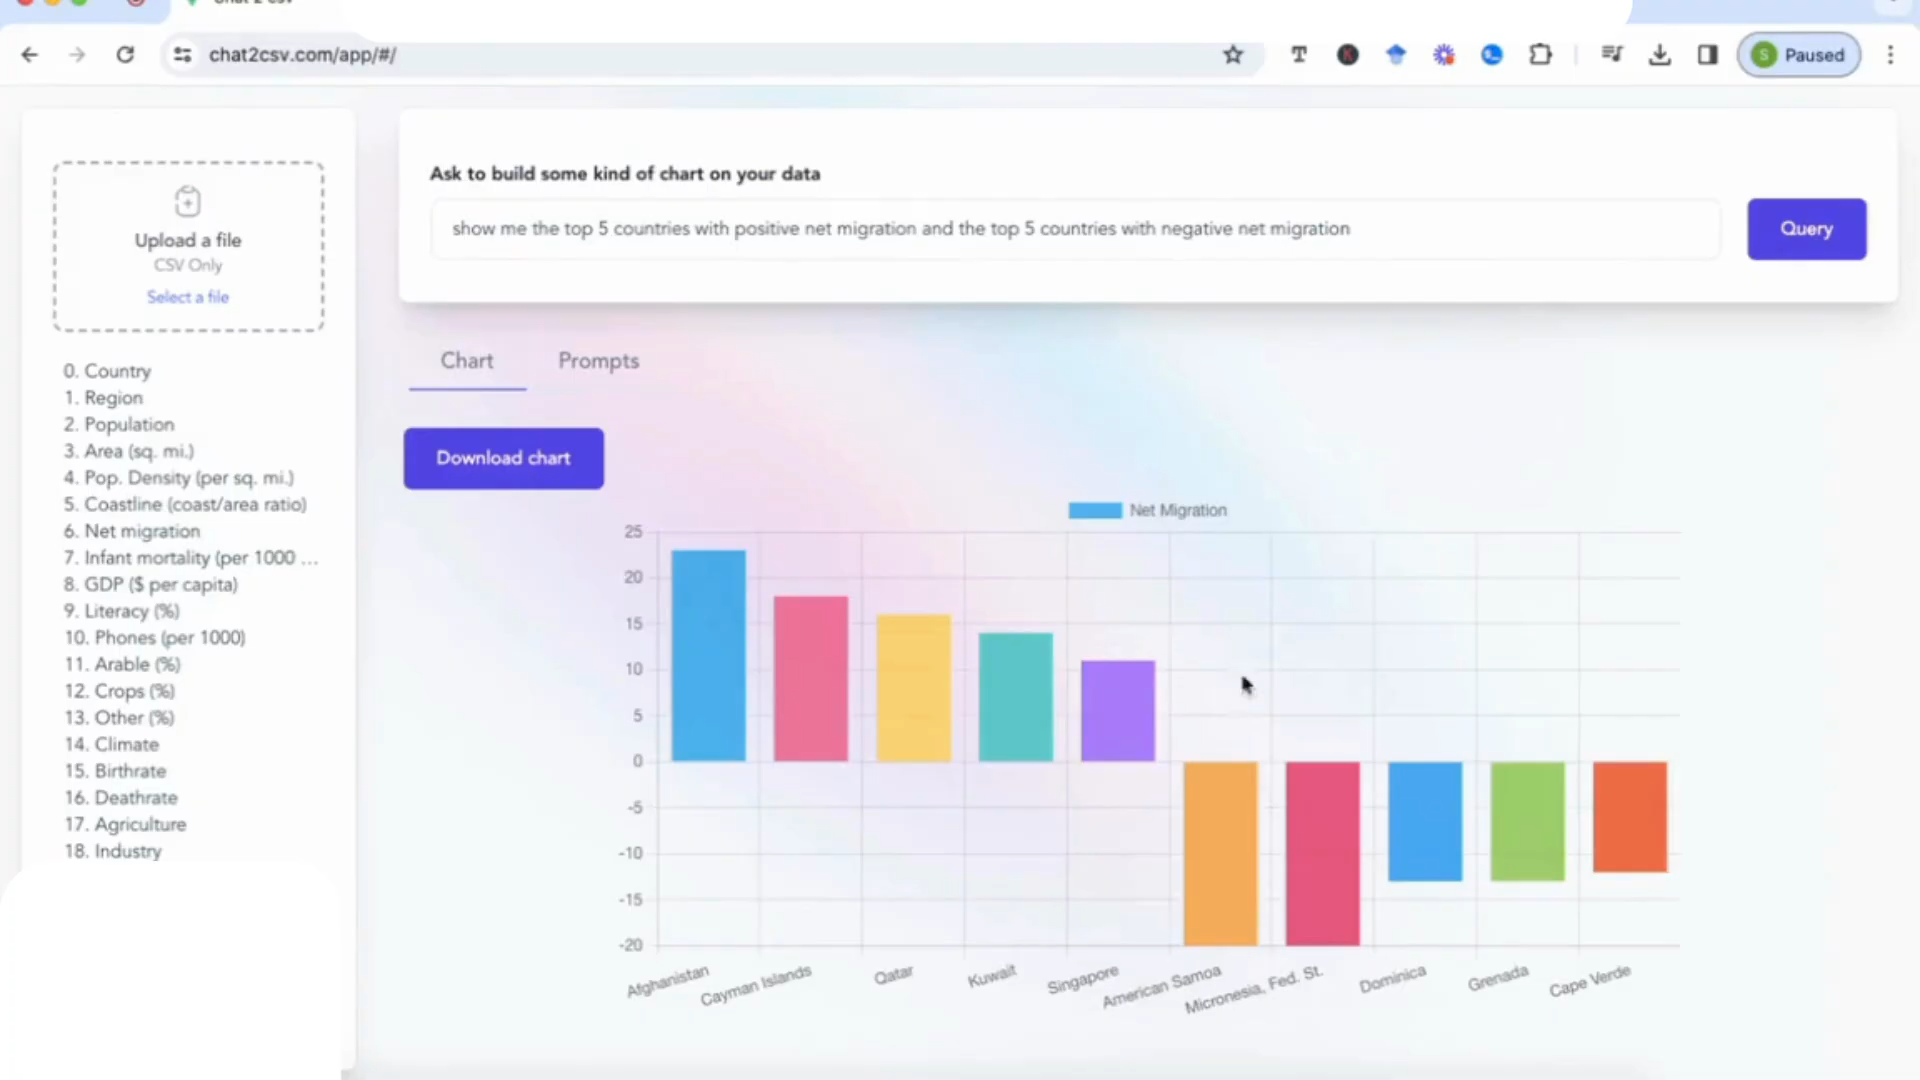 chat2csv.com/app/#/
S Paused
Ask to build some kind of chart on your data
show me the top 5 countries with positive net migration and the top 5 countries with negative net migration
Query
Upload a file
CSV Only
Select a file
0. Country
1. Region
2. Population
3. Area (sq. mi.)
4. Pop. Density (per sq. mi.)
5. Coastline (coast/area ratio)
6. Net migration
7. Infant mortality (per 1000 ...
8. GDP ($ per capita)
9. Literacy (%)
10. Phones (per 1000)
11. Arable (%)
12. Crops (%)
13. Other (%)
14. Climate
15. Birthrate
16. Deathrate
17. Agriculture
18. Industry
Chart Prompts
Download chart
Net Migration
25
20
15
10
5
0
-5
-10
-15
-20
Afghanistan
Cayman Islands
Qatar
Kuwait
Singapore
American Samoa
Micronesia, Fed. St.
Dominica
Grenada
Cape Verde